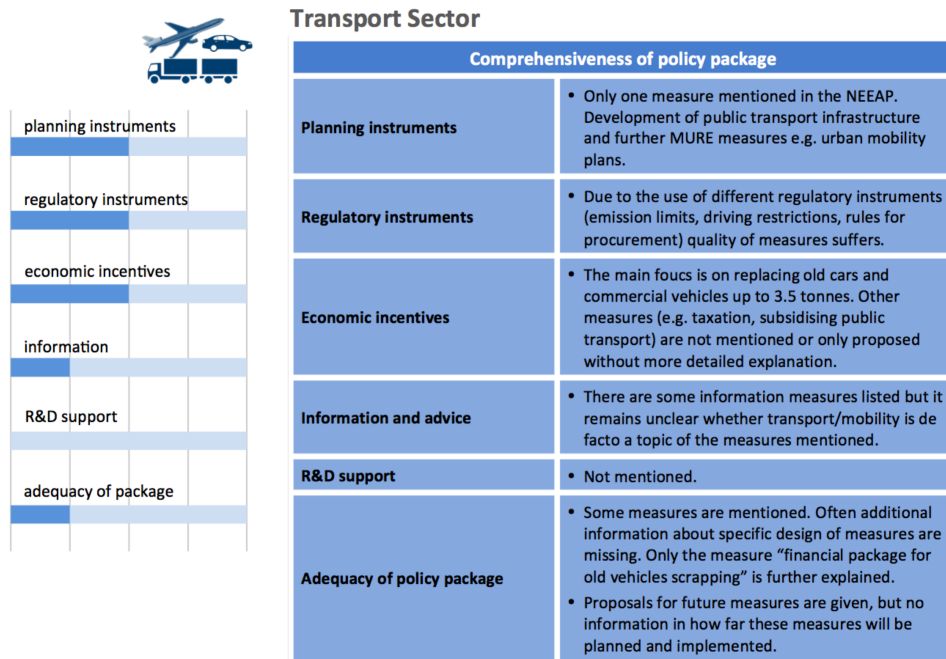 Transport Sector
planning instruments
regulatory instruments
economic incentives
information
R&D support
adequacy of package
Comprehensiveness of policy package
Planning instruments
• Only one measure mentioned in the NEEAP.
Development of public transport infrastructure
and further MURE measures e.g. urban mobility
plans.
Regulatory instruments
• Due to the use of different regulatory instruments
(emission limits, driving restrictions, rules for
procurement) quality of measures suffers.
Economic incentives
• The main foucs is on replacing old cars and
commercial vehicles up to 3.5 tonnes. Other
measures (e.g. taxation, subsidising public
transport) are not mentioned or only proposed
without more detailed explanation.
Information and advice
• There are some information measures listed but it
remains unclear whether transport/mobility is de
facto a topic of the measures mentioned.
R&D support
• Not mentioned.
Adequacy of policy package
• Some measures are mentioned. Often additional
information about specific design of measures are
missing. Only the measure “financial package for
old vehicles scrapping” is further explained.
• Proposals for future measures are given, but no
information in how far these measures will be
planned and implemented.